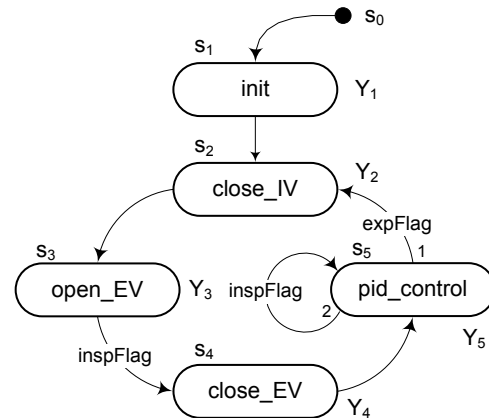 s0
s1
init
Y1
s2
close_IV
Y2
expFlag
s3
s5
1
open_EV
Y3
inspFlag
2
pid_control
Y5
inspFlag
s4
close_EV
Y4